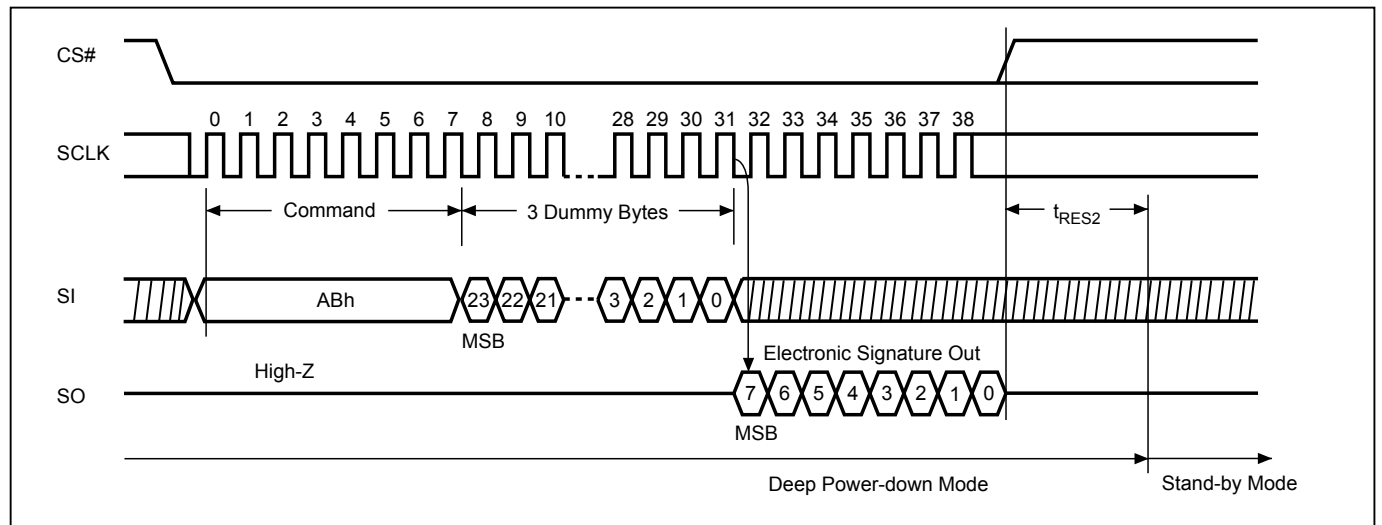 CS#
0 1 2 3 4 5 6 7 8 9 10 28 29 30 31 32 33 34 35 36 37 38
SCLK
Command 3 Dummy Bytes tRES2
SI ABh 23 22 21 3 2 1 0
MSB
High-Z Electronic Signature Out
SO 7 6 5 4 3 2 1 0
MSB
Deep Power-down Mode Stand-by Mode